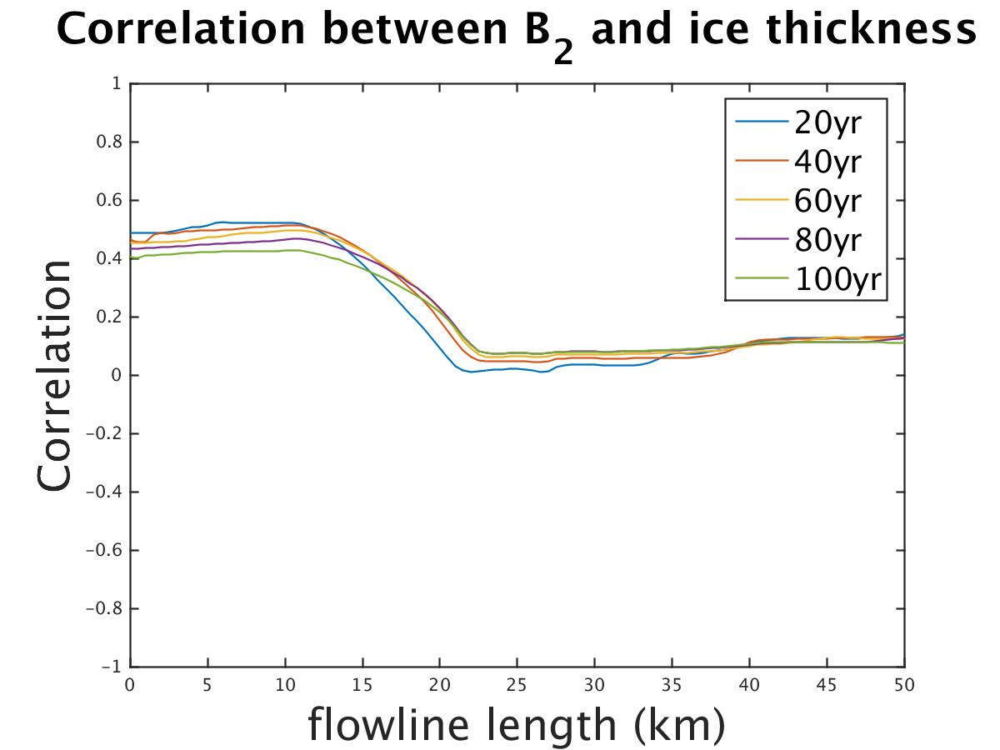 Correlation between B₂ and ice thickness
1
0.8
0.6
0.4
0.2
0
−0.2
−0.4
−0.6
−0.8
−1
Correlation
20yr
40yr
60yr
80yr
100yr
0 5 10 15 20 25 30 35 40 45 50
flowline length (km)